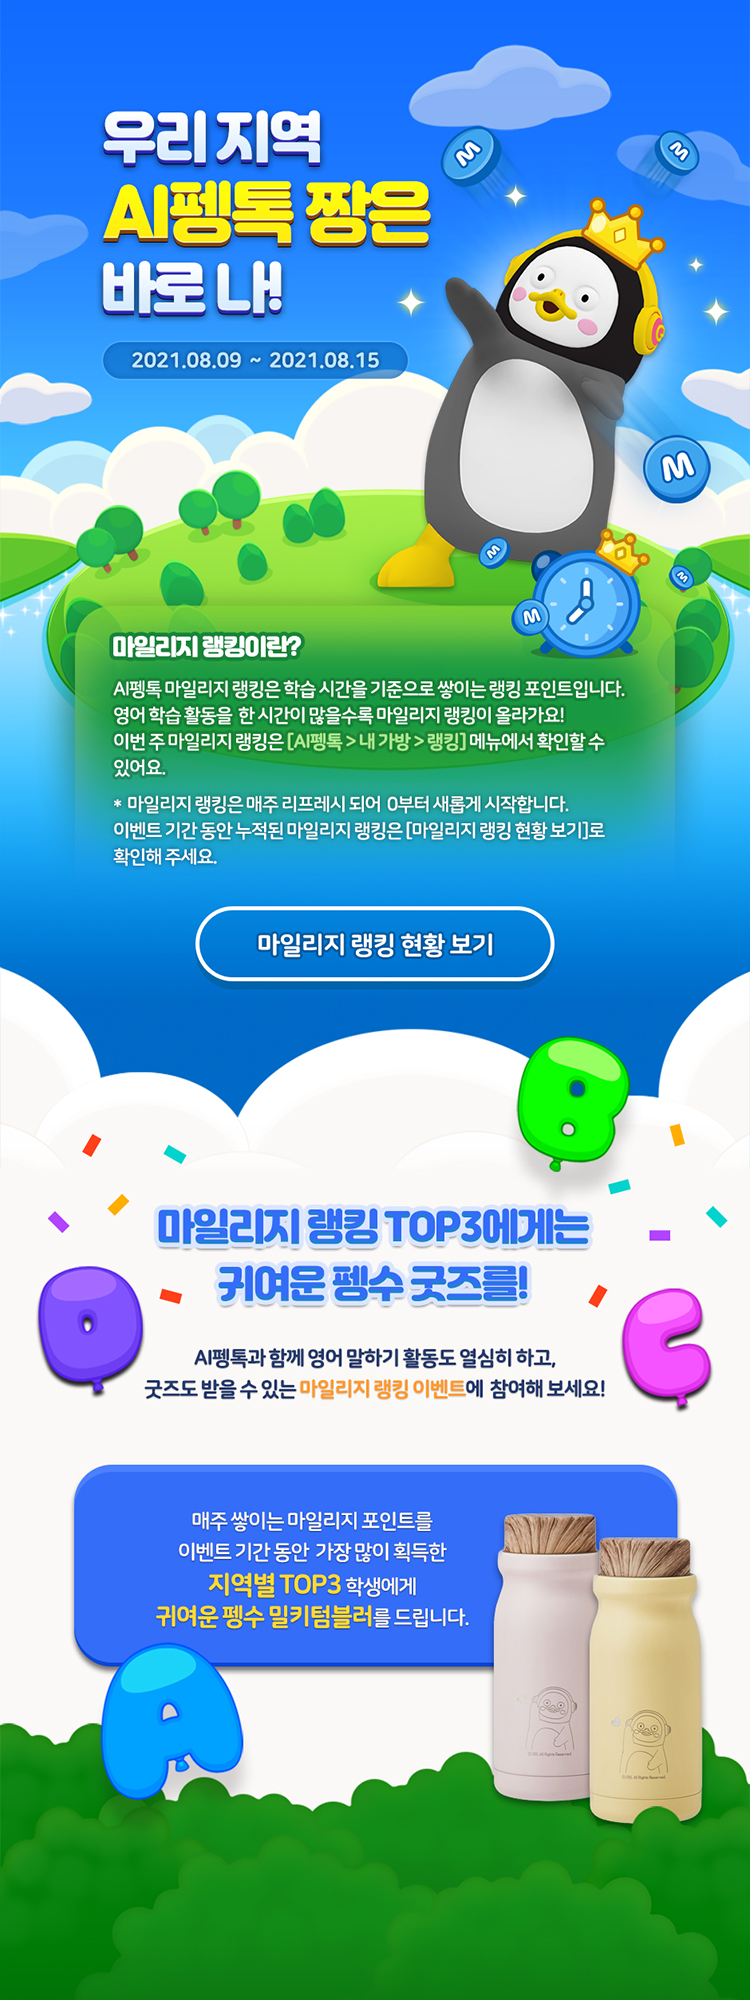 우리 지역
AI펭톡 짱은
바로 나!
2021.08.09 ~ 2021.08.15
M
M
M
M
M
M
마일리지 랭킹이란?
AI펭톡 마일리지 랭킹은 학습 시간을 기준으로 쌓이는 랭킹 포인트입니다.
영어 학습 활동을 한 시간이 많을수록 마일리지 랭킹이 올라가요!
이번 주 마일리지 랭킹은 [AI펭톡 > 내 가방 > 랭킹] 메뉴에서 확인할 수
있어요.
* 마일리지 랭킹은 매주 리프레시 되어 0부터 새롭게 시작합니다.
이벤트 기간 동안 누적된 마일리지 랭킹은 [마일리지 랭킹 현황 보기]로
확인해 주세요.
마일리지 랭킹 현황 보기
B
마일리지 랭킹 TOP3에게는
귀여운 펭수 굿즈를!
D
C
AI펭톡과 함께 영어 말하기 활동도 열심히 하고,
굿즈도 받을 수 있는 마일리지 랭킹 이벤트에 참여해 보세요!
매주 쌓이는 마일리지 포인트를
이벤트 기간 동안 가장 많이 획득한
지역별 TOP3 학생에게
귀여운 펭수 밀키텀블러를 드립니다.
A